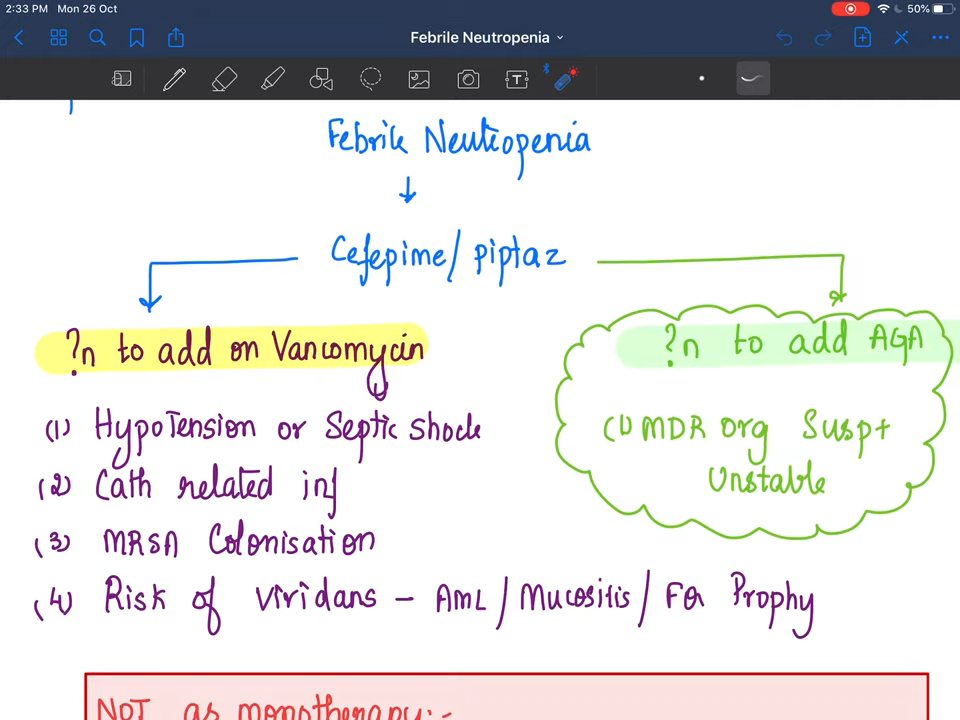 2:33 PM Mon 26 Oct
50%
Febrile Neutropenia
Febrile Neutropenia
Cefepime/ piptaz
?n to add on Vancomycin
?n to add AGA
(1) Hypotension or Septic shock
(1) MDR org Susp+
Unstable
(2) Cath related inf
(3) MRSA Colonisation
(4) Risk of viridans - AML / Mucositis / FQ Prophy
NOT as monotherapy:-